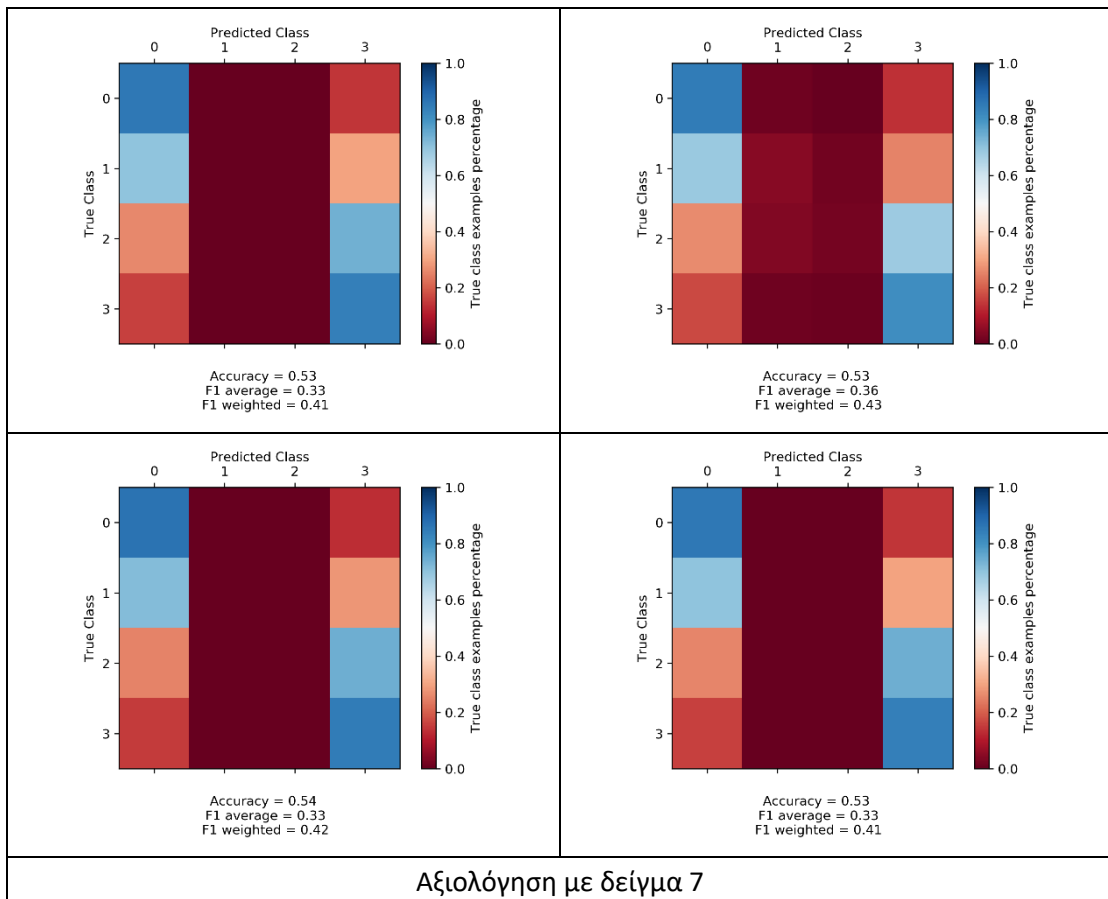 Predicted Class
0 1 2 3
True Class
0
1
2
3
1.0
0.8
0.6
0.4
0.2
0.0
True class examples percentage
Accuracy = 0.53
F1 average = 0.33
F1 weighted = 0.41
Predicted Class
0 1 2 3
True Class
0
1
2
3
1.0
0.8
0.6
0.4
0.2
0.0
True class examples percentage
Accuracy = 0.53
F1 average = 0.36
F1 weighted = 0.43
Predicted Class
0 1 2 3
True Class
0
1
2
3
1.0
0.8
0.6
0.4
0.2
0.0
True class examples percentage
Accuracy = 0.54
F1 average = 0.33
F1 weighted = 0.42
Predicted Class
0 1 2 3
True Class
0
1
2
3
1.0
0.8
0.6
0.4
0.2
0.0
True class examples percentage
Accuracy = 0.53
F1 average = 0.33
F1 weighted = 0.41
Αξιολόγηση με δείγμα 7